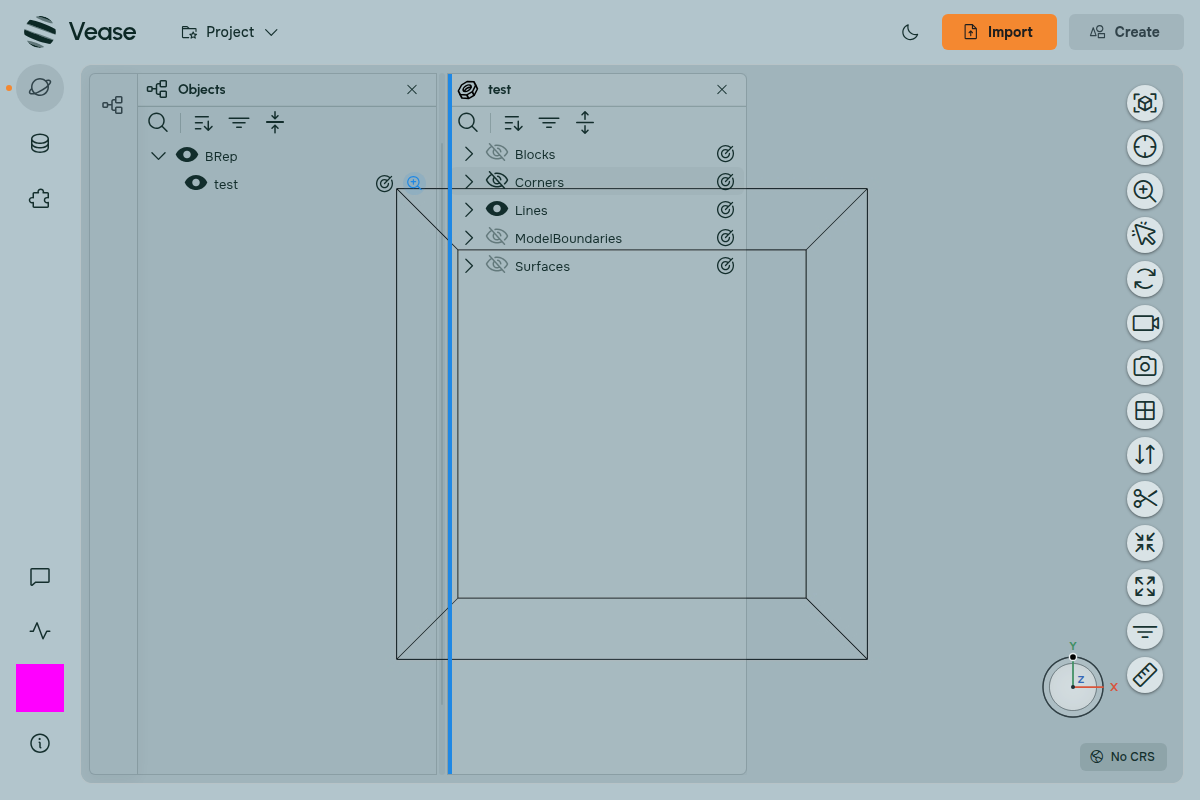 Vease
Project
Import
Create
Objects
test
BRep
test
Blocks
Corners
Lines
ModelBoundaries
Surfaces
Y
Z
X
No CRS